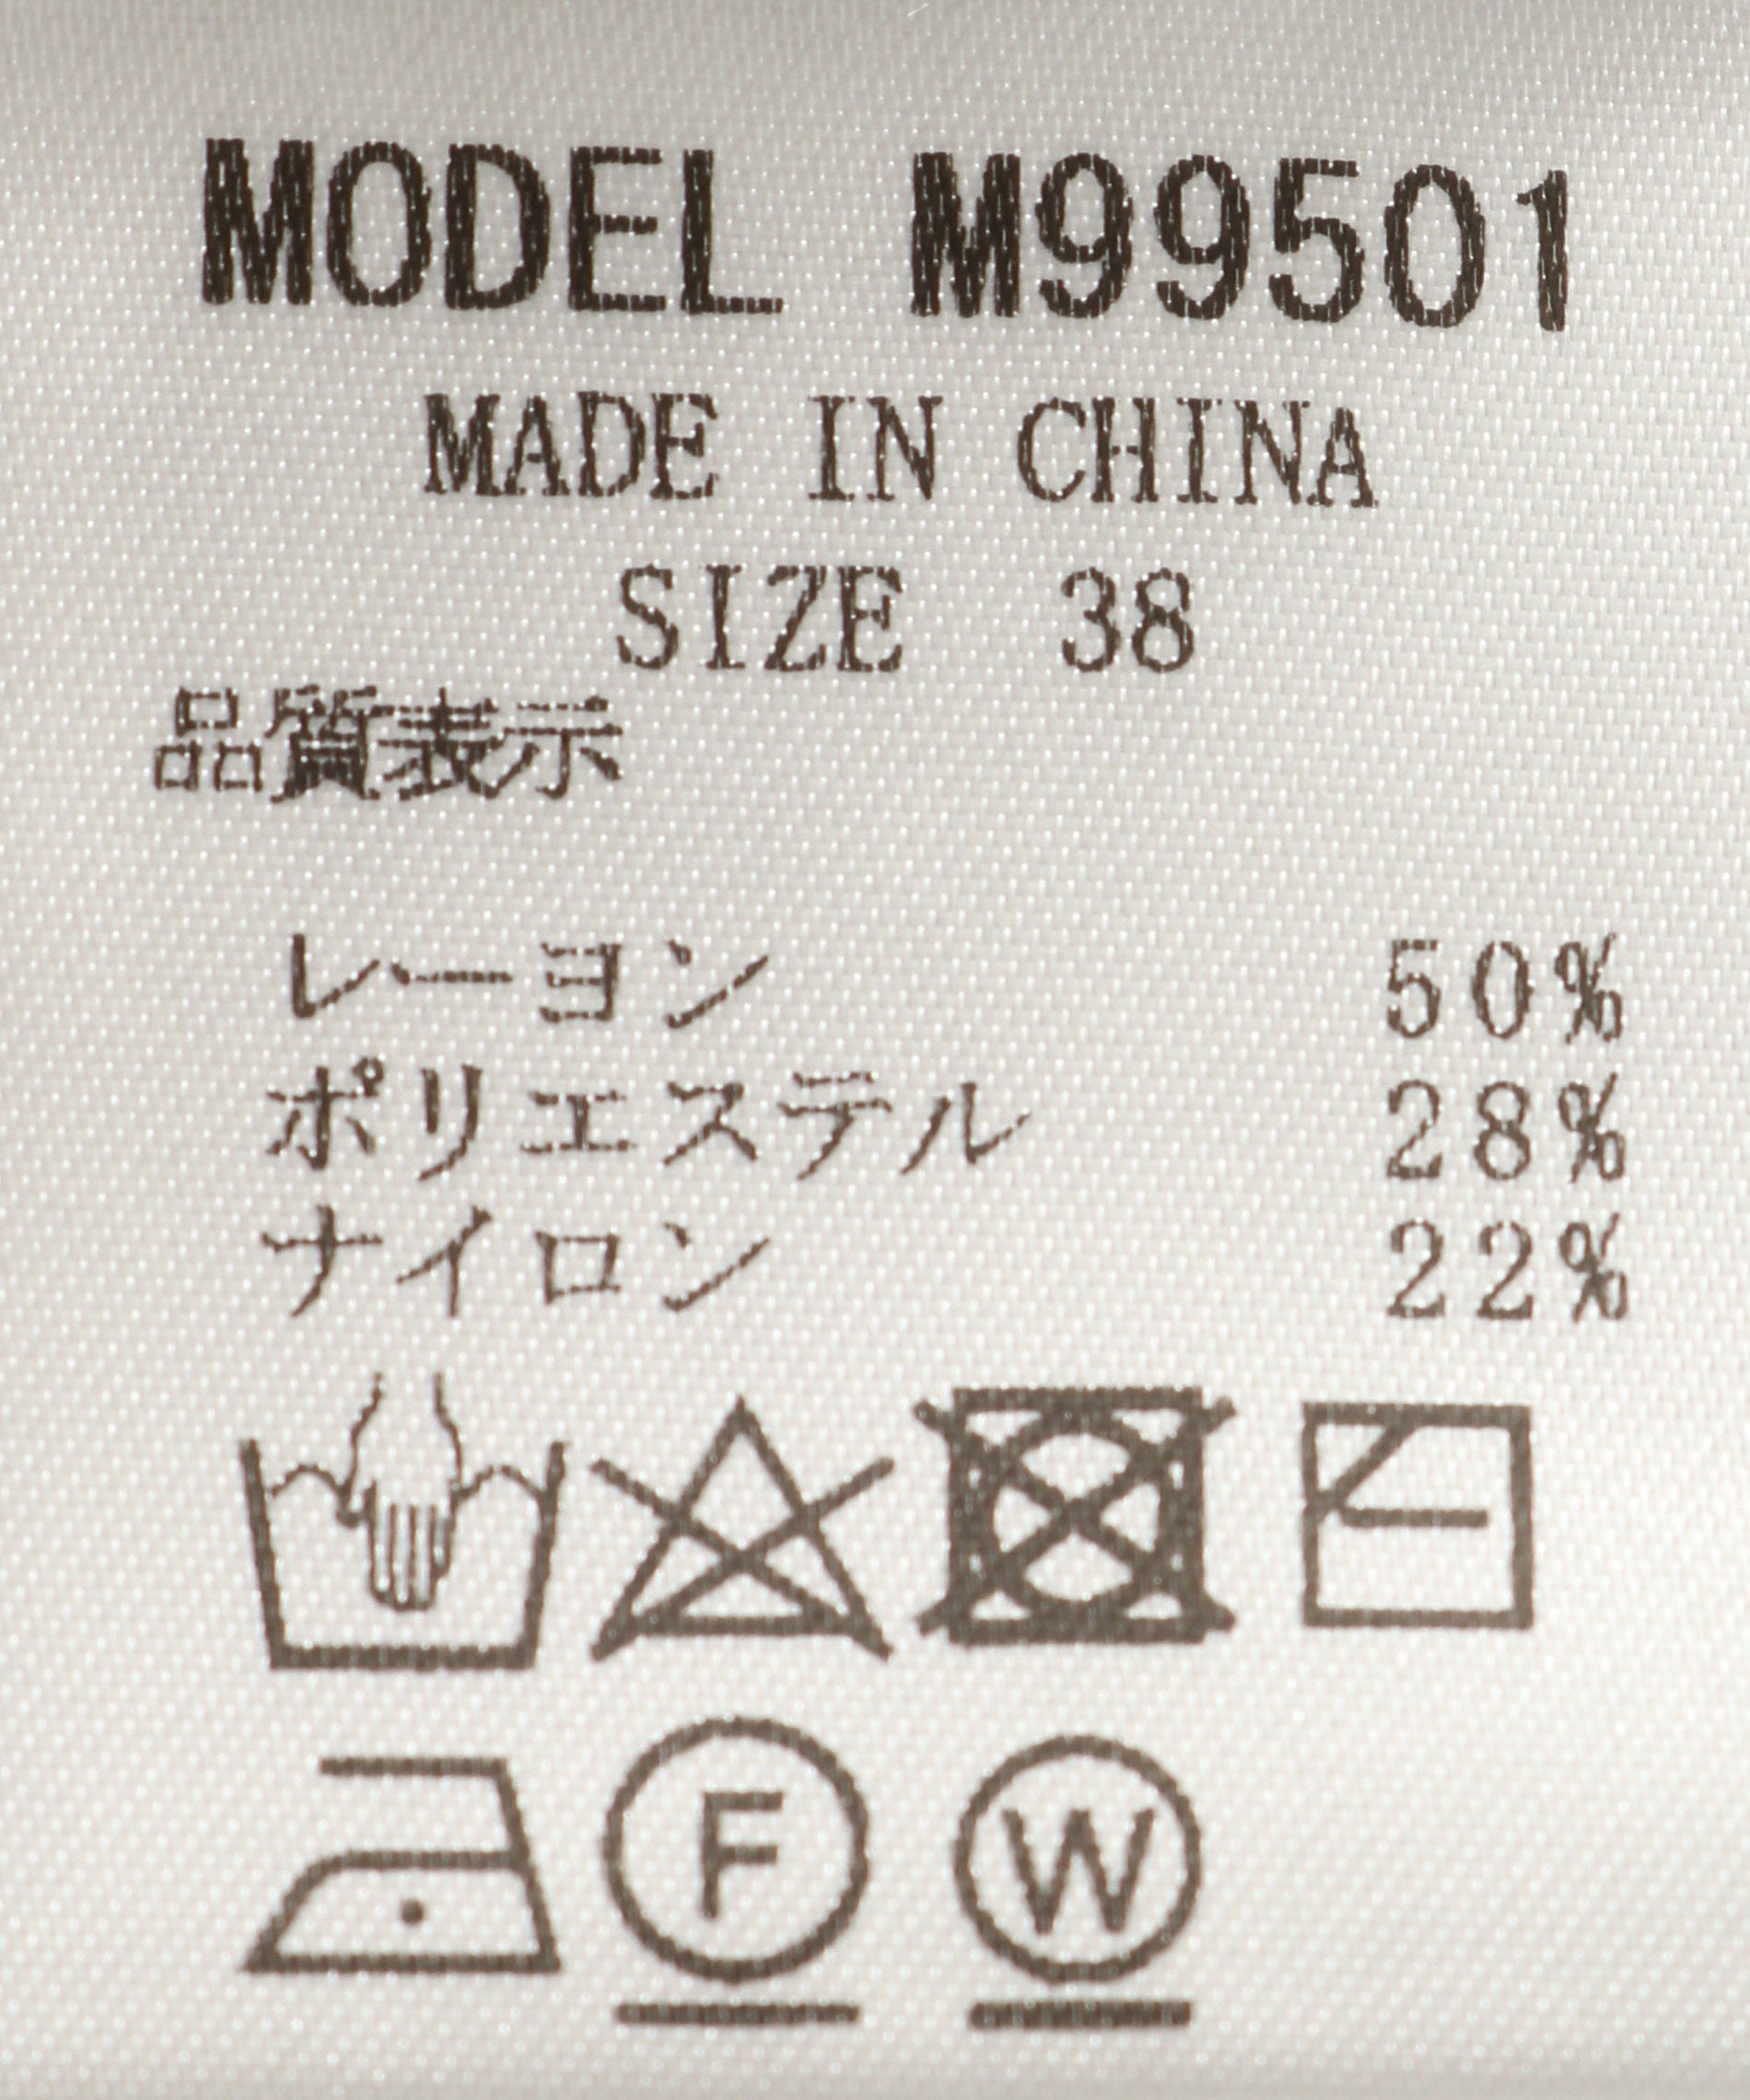 MODEL M99501
MADE IN CHINA
SIZE 38
品質表示
レーヨン 50%
ポリエステル 28%
ナイロン 22%
F W